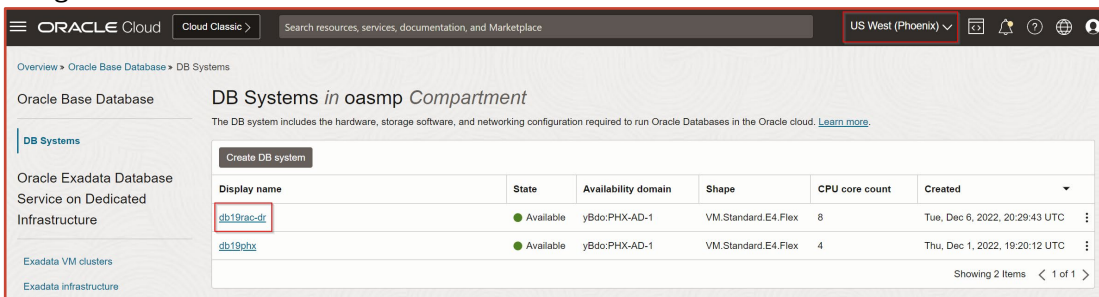 ORACLE Cloud Cloud Classic > Search resources, services, documentation, and Marketplace US West (Phoenix)
Overview » Oracle Base Database » DB Systems
Oracle Base Database
DB Systems
Oracle Exadata Database
Service on Dedicated
Infrastructure
Exadata VM clusters
Exadata infrastructure
DB Systems in oasmp Compartment
The DB system includes the hardware, storage software, and networking configuration required to run Oracle Databases in the Oracle cloud. Learn more.
Create DB system
Display name State Availability domain Shape CPU core count Created
db19rac-dr Available yBdo:PHX-AD-1 VM.Standard.E4.Flex 8 Tue, Dec 6, 2022, 20:29:43 UTC
db19phx Available yBdo:PHX-AD-1 VM.Standard.E4.Flex 4 Thu, Dec 1, 2022, 19:20:12 UTC
Showing 2 Items < 1 of 1 >